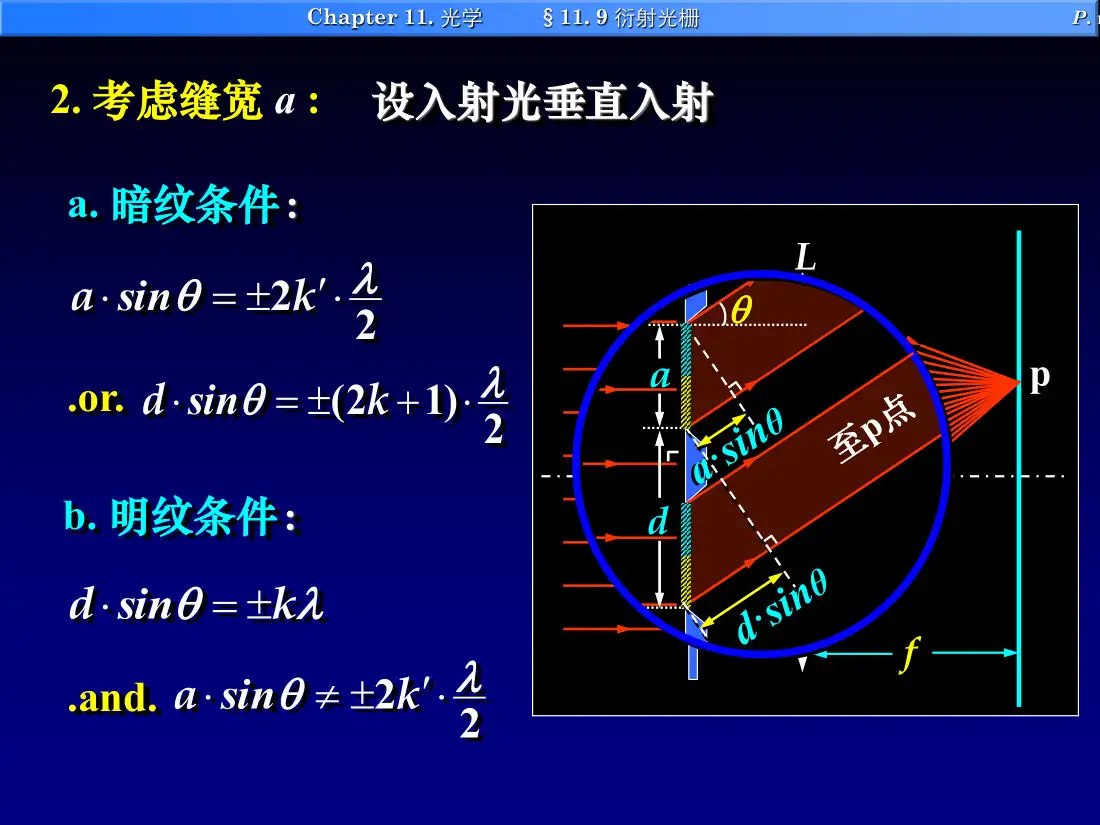 Chapter 11. 光学 § 11. 9 衍射光栅 P.
2. 考虑缝宽 a : 设入射光垂直入射
a. 暗纹条件:
a · sinθ = ±2k′ · λ/2
.or. d · sinθ = ±(2k + 1) · λ/2
b. 明纹条件:
d · sinθ = ±kλ
.and. a · sinθ ≠ ±2k′ · λ/2
L
θ
a
p
a·sinθ
至p点
d
d·sinθ
f